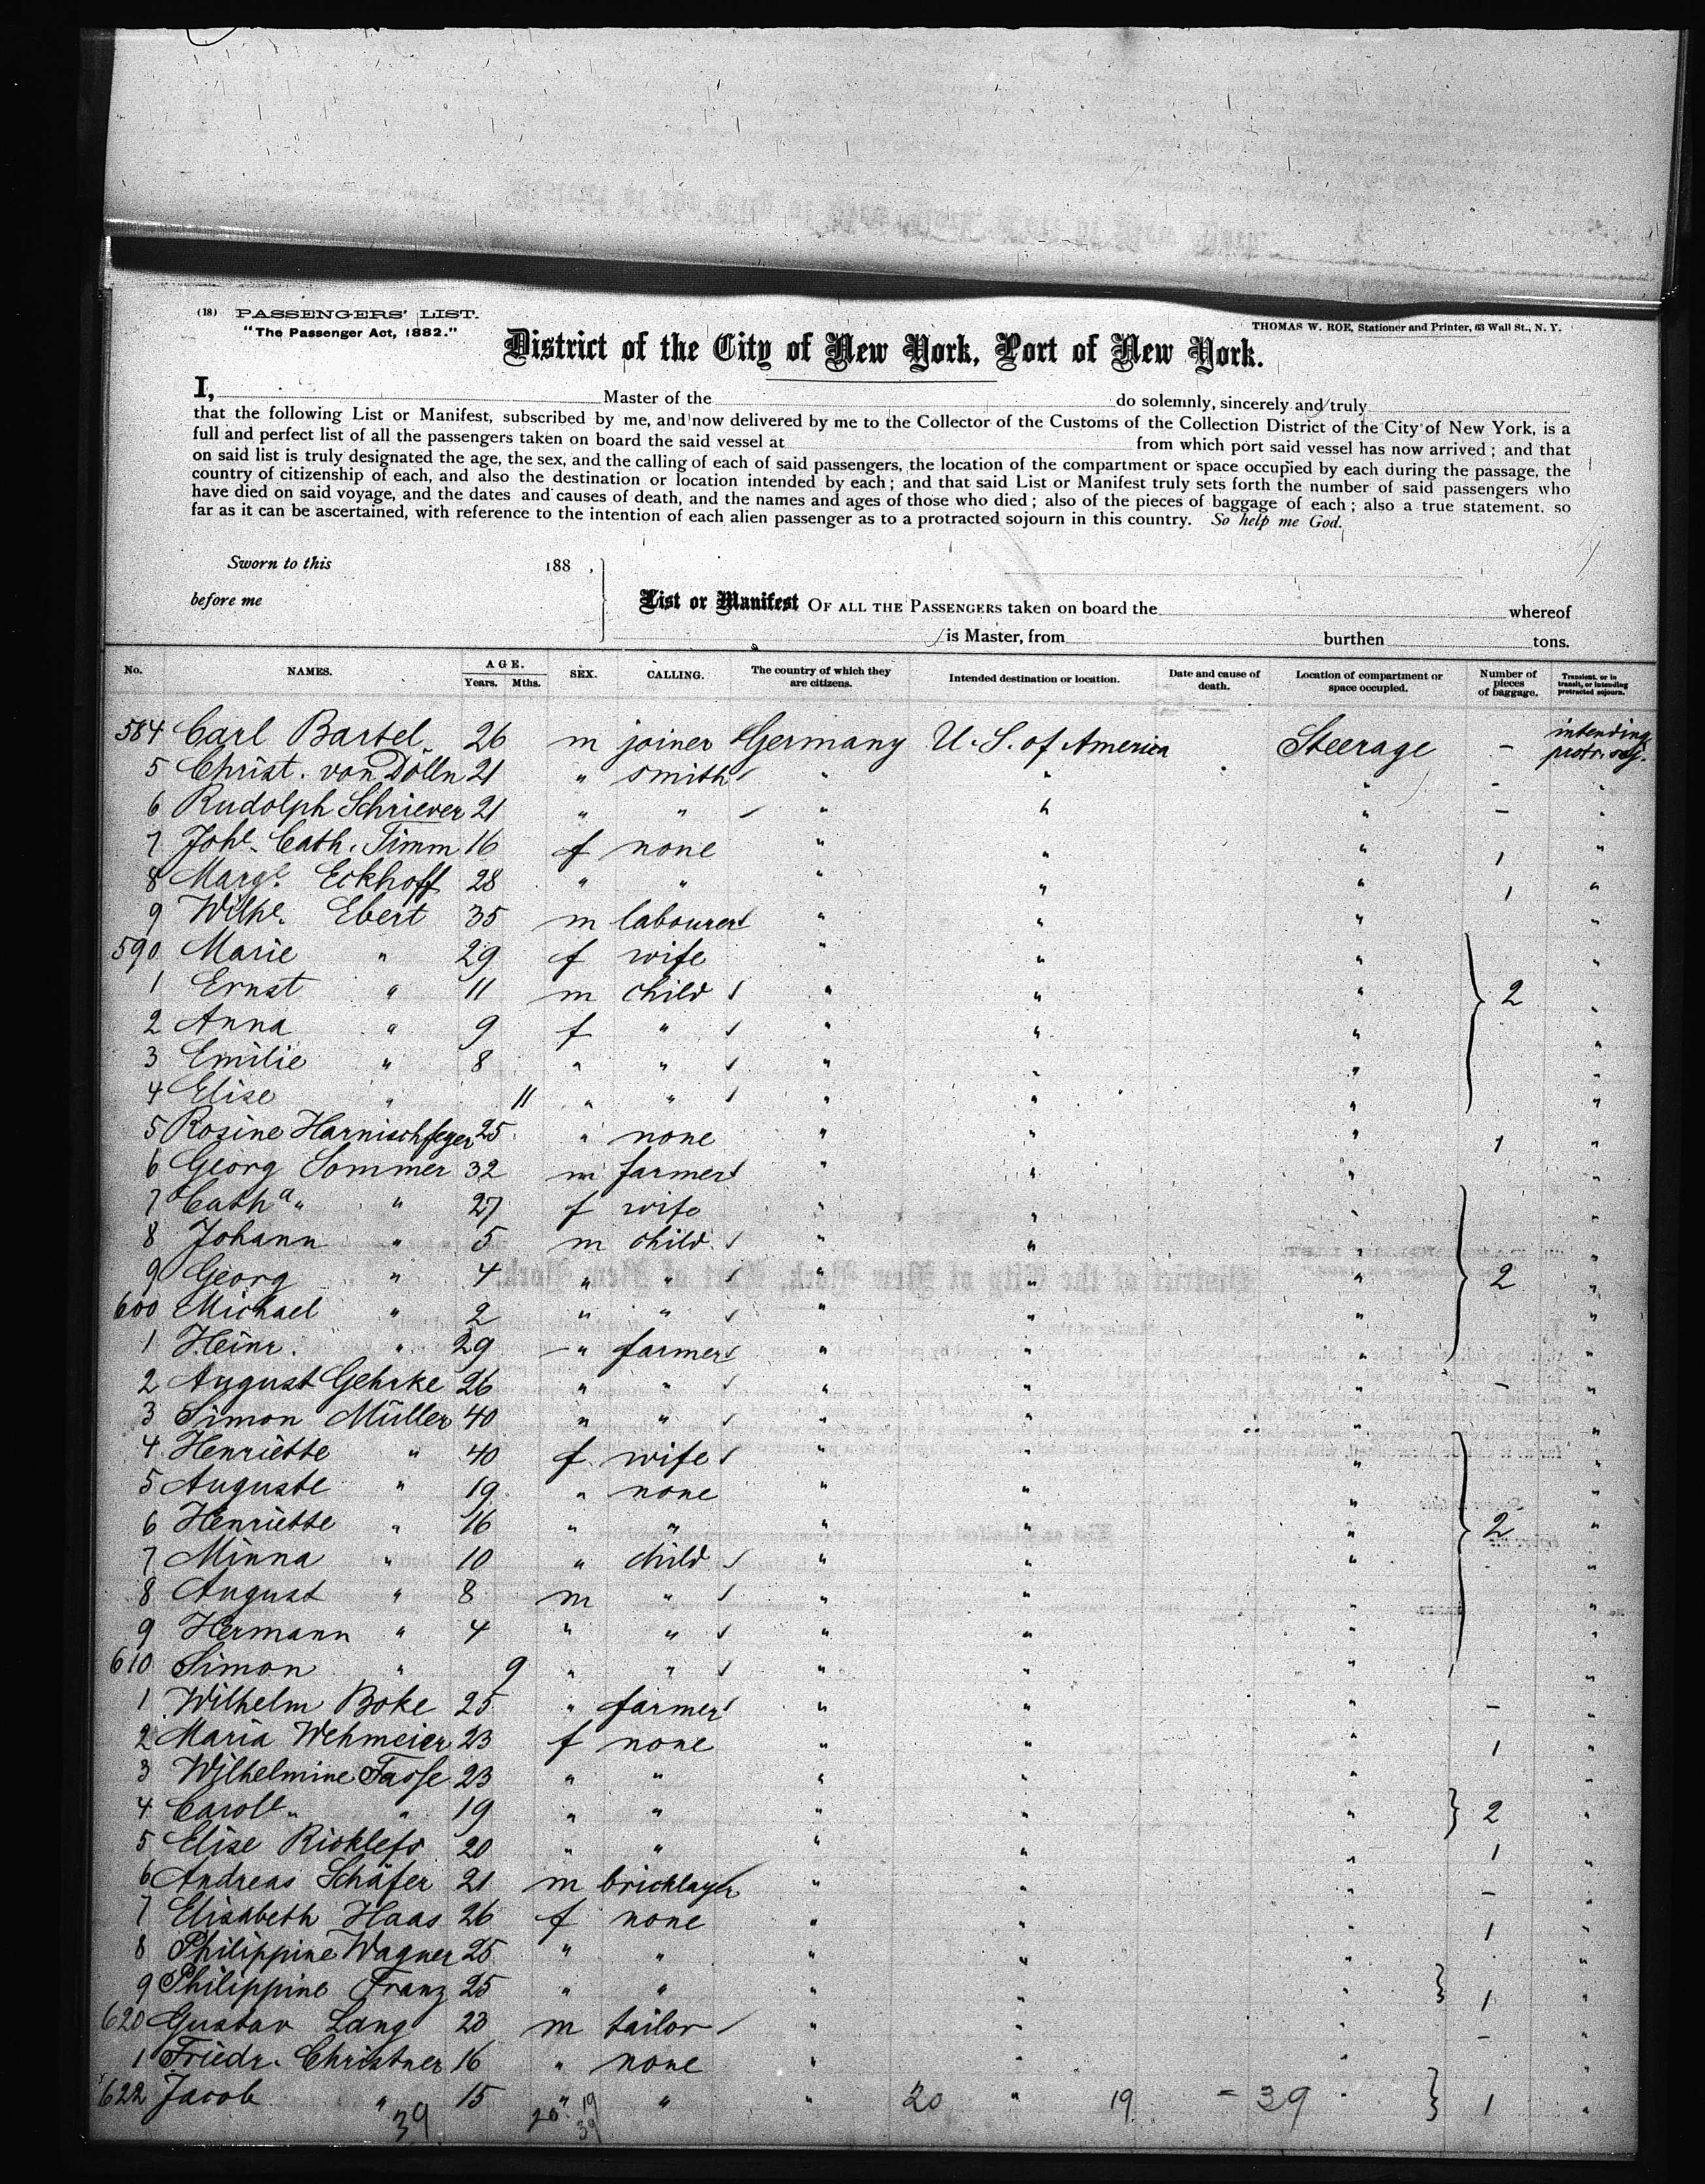 (18) PASSENGERS' LIST.
"The Passenger Act, 1882."
THOMAS W. ROE, Stationer and Printer, 63 Wall St., N. Y.
District of the City of New York, Port of New York.
I, Master of the do solemnly, sincerely and truly
that the following List or Manifest, subscribed by me, and now delivered by me to the Collector of the Customs of the Collection District of the City of New York, is a
full and perfect list of all the passengers taken on board the said vessel at from which port said vessel has now arrived; and that
on said list is truly designated the age, the sex, and the calling of each of said passengers, the location of the compartment or space occupied by each during the passage, the
country of citizenship of each, and also the destination or location intended by each; and that said List or Manifest truly sets forth the number of said passengers who
have died on said voyage, and the dates and causes of death, and the names and ages of those who died; also of the pieces of baggage of each; also a true statement. so
far as it can be ascertained, with reference to the intention of each alien passenger as to a protracted sojourn in this country. So help me God.
Sworn to this 188 ,
before me
List or Manifest OF ALL THE PASSENGERS taken on board the whereof
is Master, from burthen tons.
No. NAMES. AGE. Years. Mths. SEX. CALLING. The country of which they are citizens. Intended destination or location. Date and cause of death. Location of compartment or space occupied. Number of pieces of baggage. Transient, or in transit, or intending protracted sojourn.
584 Carl Bartel 26 m joiner Germany U. S. of America Steerage – intending protr. soj.
5 Christ. von Dölln 21 " smith " " " – "
6 Rudolph Schriever 21 " " " " " – "
7 Johe. Cath. Timm 16 f none " " " 1 "
8 Marge. Eckhoff 28 " " " " " 1 "
9 Wilhe. Ebert 35 m labourer " " " "
590 Marie " 29 f wife " " " "
1 Ernst " 11 m child " " " 2 "
2 Anna " 9 f " " " " "
3 Emilie " 8 " " " " " "
4 Elise " 11 " " " " " "
5 Rosine Harnischfeger 25 " none " " " 1 "
6 Georg Sommer 32 m farmer " " " "
7 Catha. " 27 f wife " " " "
8 Johann " 5 m child " " " "
9 Georg " 4 " " " " " 2 "
600 Michael " 2 " " " " " "
1 Heinr. " 29 " farmer " " " "
2 August Gehrke 26 " " " " " – "
3 Simon Müller 40 " " " " " "
4 Henriette " 40 f wife " " " "
5 Auguste " 19 " none " " " "
6 Henriette " 16 " " " " " 2 "
7 Minna " 10 " child " " " "
8 August " 8 m " " " " "
9 Hermann " 4 " " " " " "
610 Simon " 9 " " " " " "
1 Wilhelm Boke 25 " farmer " " " – "
2 Maria Wehmeier 23 f none " " " 1 "
3 Wilhelmine Fasse 23 " " " " " "
4 Carole. " 19 " " " " " 2 "
5 Elise Ricklefs 20 " " " " " 1 "
6 Andreas Schäfer 21 m bricklayer " " " – "
7 Elisabeth Haas 26 f none " " " 1 "
8 Philippine Wagner 25 " " " " " "
9 Philippine Franz 25 " " " " " 1 "
620 Gustav Lang 23 m tailor " " " – "
1 Friedr. Christner 16 " none " " " "
622 Jacob " 15 " " " 20 " 19 = 39 " 1 "
39 20 19
39